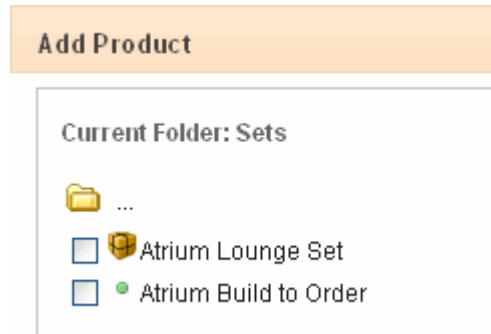 Add Product
Current Folder: Sets
...
Atrium Lounge Set
Atrium Build to Order